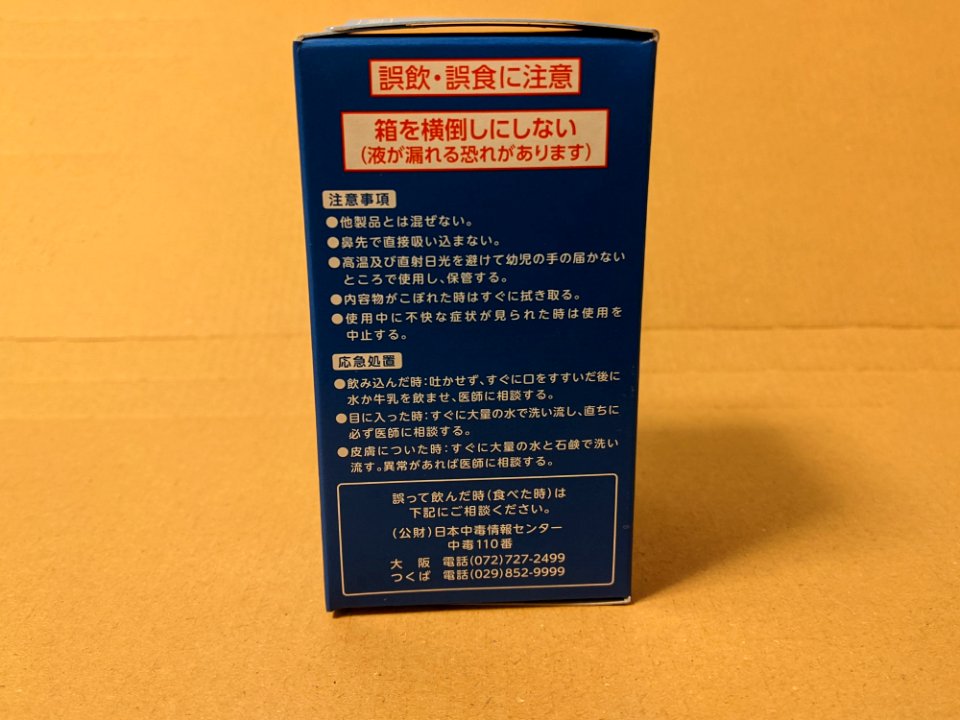 誤飲・誤食に注意
箱を横倒しにしない
(液が漏れる恐れがあります)
注意事項
●他製品とは混ぜない。
●鼻先で直接吸い込まない。
●高温及び直射日光を避けて幼児の手の届かない
ところで使用し、保管する。
●内容物がこぼれた時はすぐに拭き取る。
●使用中に不快な症状が見られた時は使用を
中止する。
応急処置
●飲み込んだ時:吐かせず、すぐに口をすすいだ後に
水か牛乳を飲ませ、医師に相談する。
●目に入った時:すぐに大量の水で洗い流し、直ちに
必ず医師に相談する。
●皮膚についた時:すぐに大量の水と石鹸で洗い
流す。異常があれば医師に相談する。
誤って飲んだ時(食べた時)は
下記にご相談ください。
(公財)日本中毒情報センター
中毒110番
大 阪 電話(072)727-2499
つくば 電話(029)852-9999